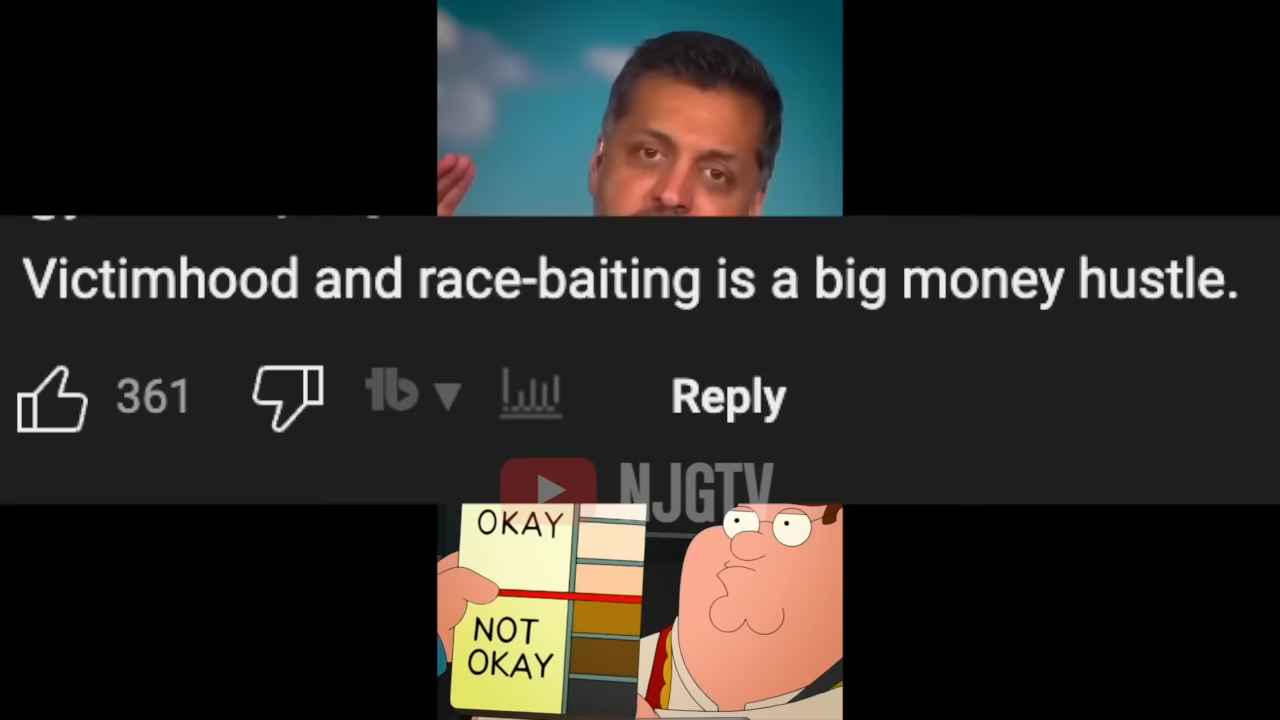 Victimhood and race-baiting is a big money hustle.
361
Reply
NJGTV
OKAY
NOT
OKAY